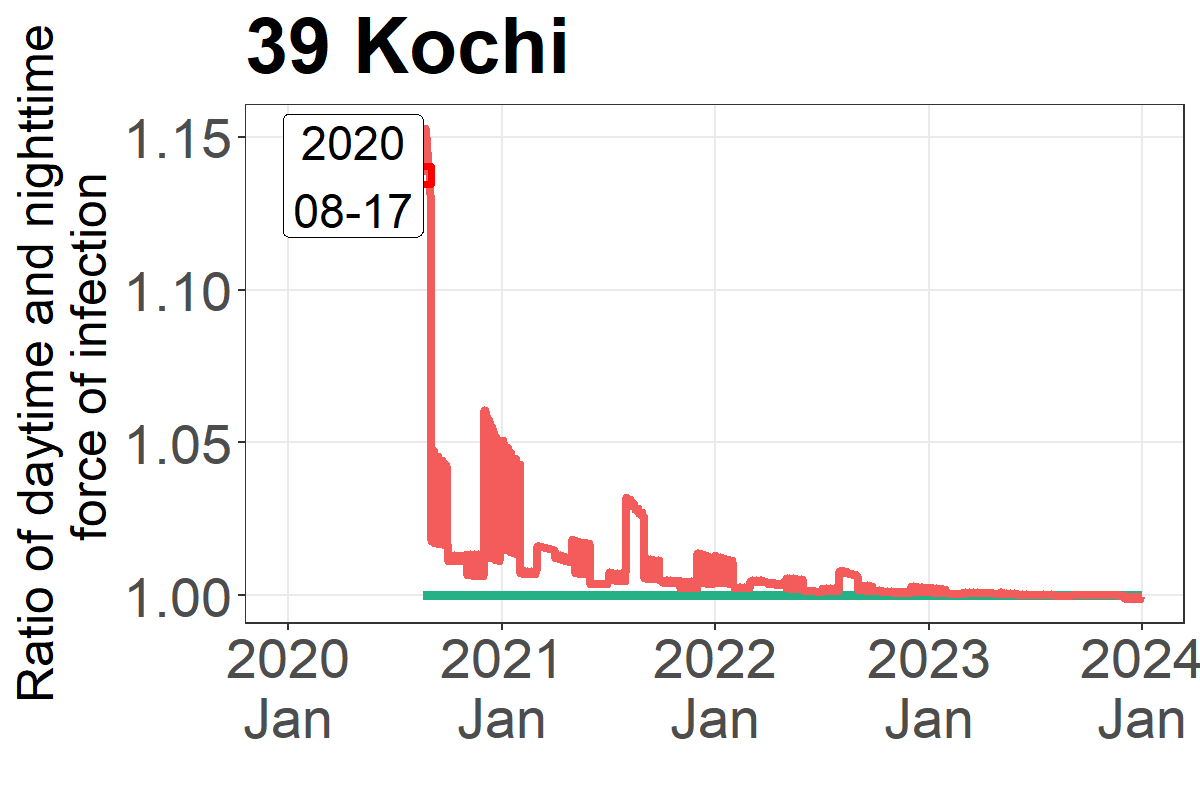 39 Kochi
Ratio of daytime and nighttime
force of infection
1.15
1.10
1.05
1.00
2020
08-17
2020 2021 2022 2023 2024
Jan Jan Jan Jan Jan